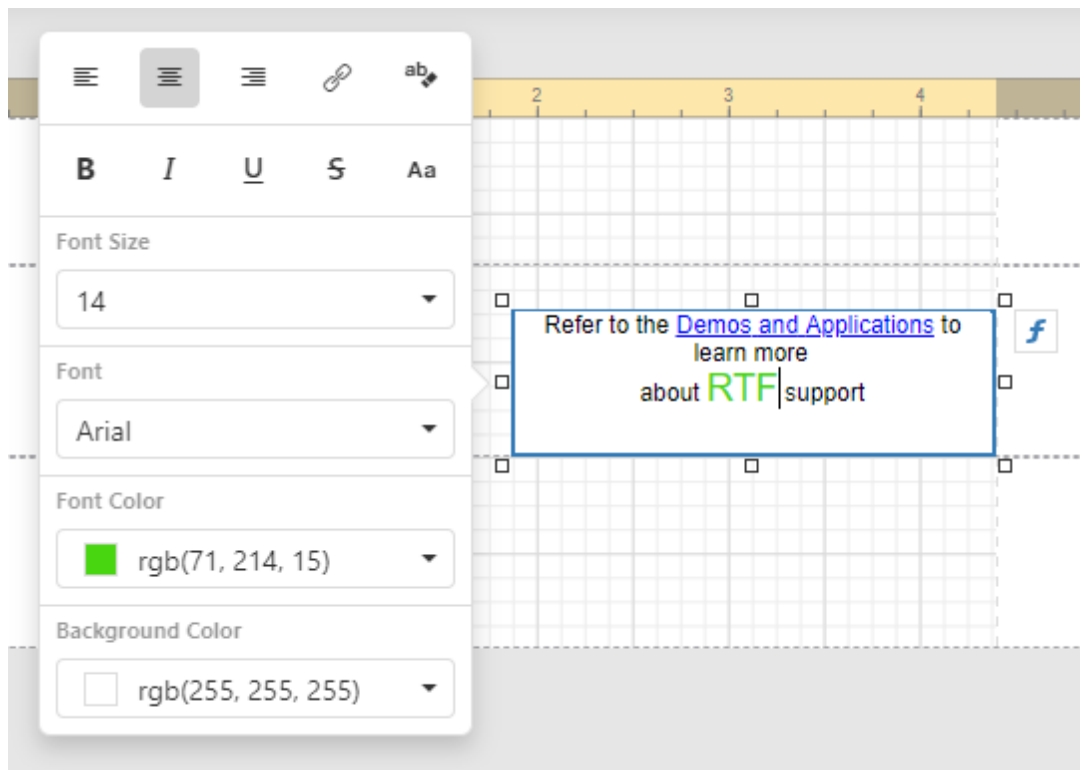 ab
B I U S Aa
Font Size
14
Font
Arial
Font Color
rgb(71, 214, 15)
Background Color
rgb(255, 255, 255)
2 3 4
Refer to the Demos and Applications to
learn more
about RTF support
f